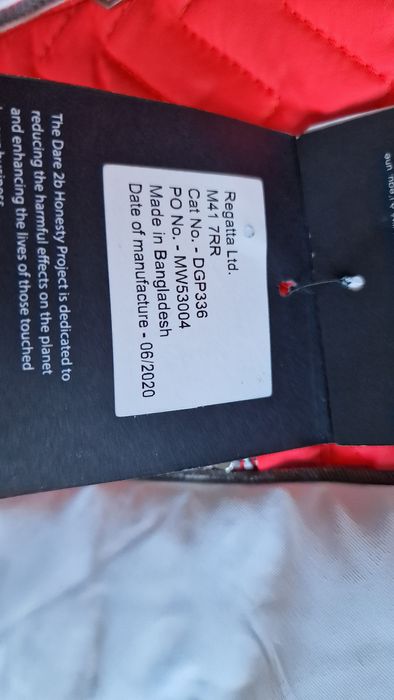 Regatta Ltd.
M41 7RR
Cat No. - DGP336
PO No. - MW53004
Made in Bangladesh
Date of manufacture - 06/2020
The Dare 2b Honesty Project is dedicated to
reducing the harmful effects on the planet
and enhancing the lives of those touched